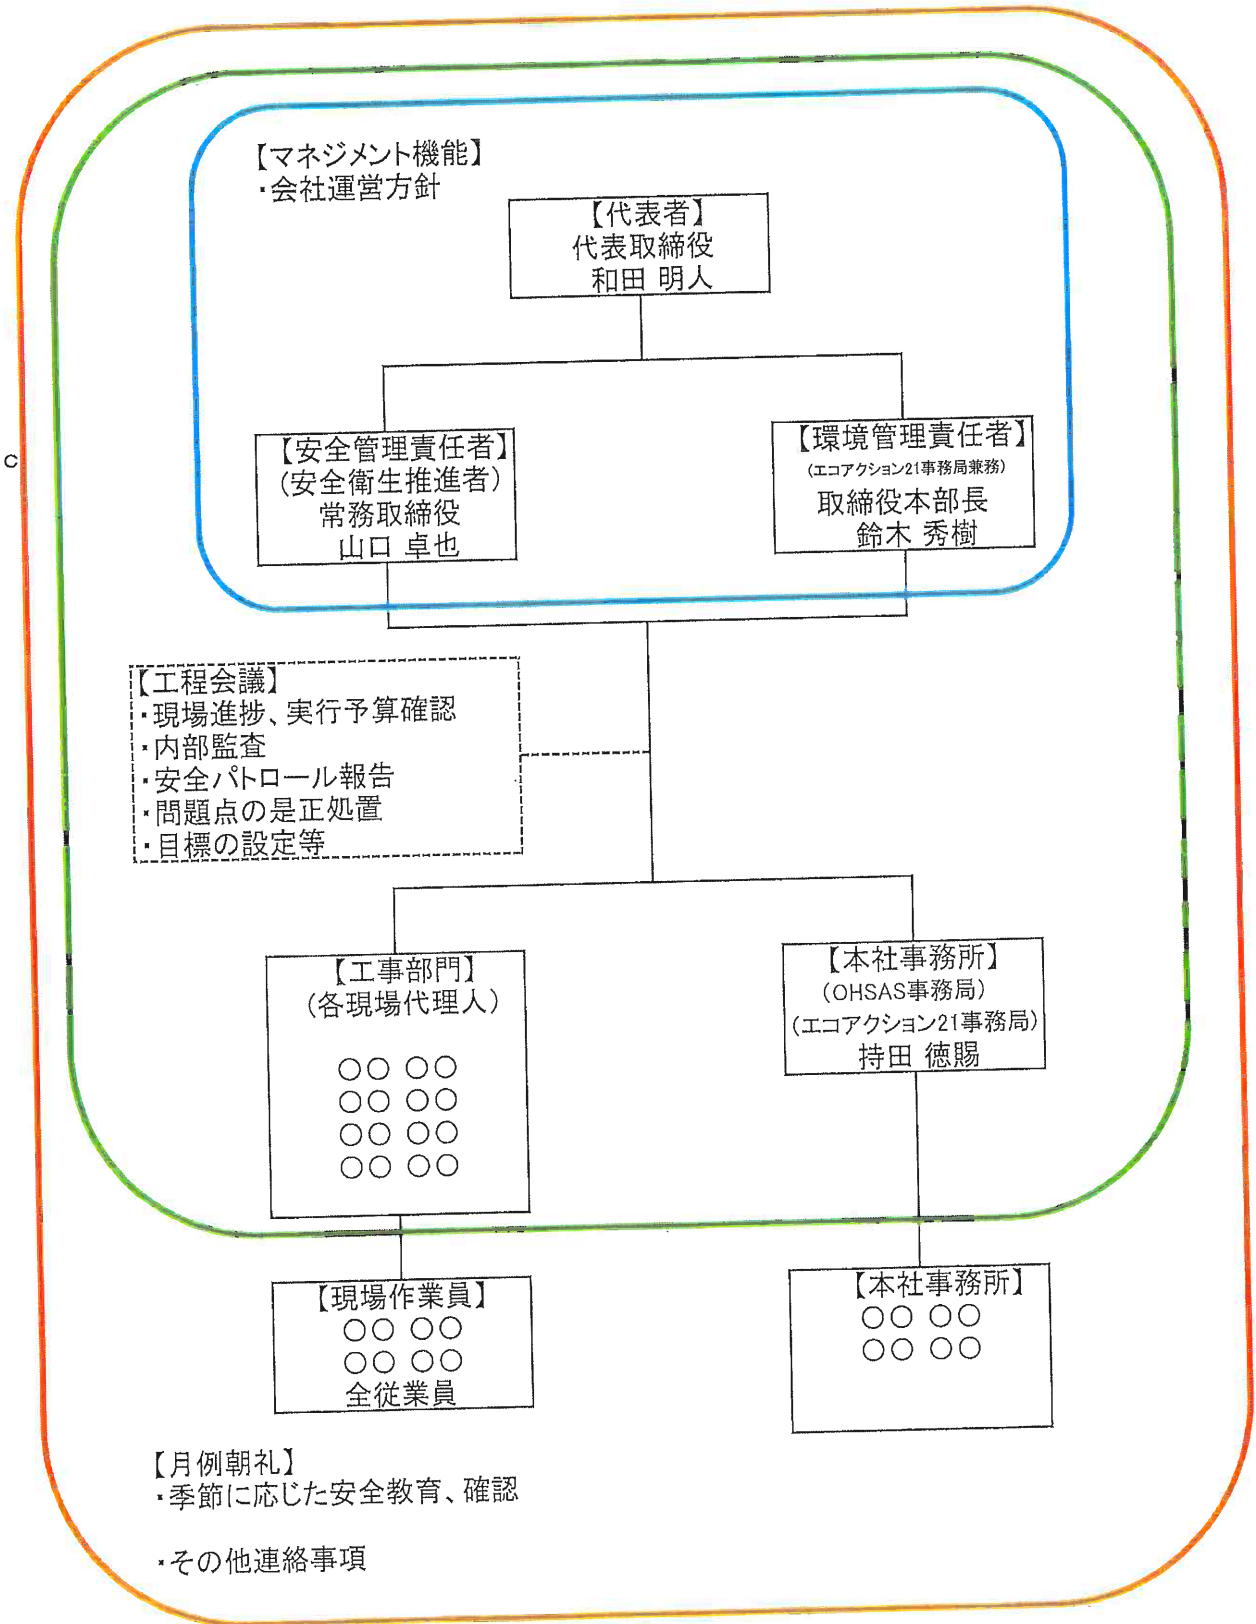 【マネジメント機能】
・会社運営方針
【代表者】
代表取締役
和田 明人
c
【安全管理責任者】
(安全衛生推進者)
常務取締役
山口 卓也
【環境管理責任者】
(エコアクション21事務局兼務)
取締役本部長
鈴木 秀樹
【工程会議】
・現場進捗、実行予算確認
・内部監査
・安全パトロール報告
・問題点の是正処置
・目標の設定等
【工事部門】
(各現場代理人)
○○ ○○
○○ ○○
○○ ○○
○○ ○○
【本社事務所】
(OHSAS事務局)
(エコアクション21事務局)
持田 徳賜
【現場作業員】
○○ ○○
○○ ○○
全従業員
【本社事務所】
○○ ○○
○○ ○○
【月例朝礼】
・季節に応じた安全教育、確認
・その他連絡事項